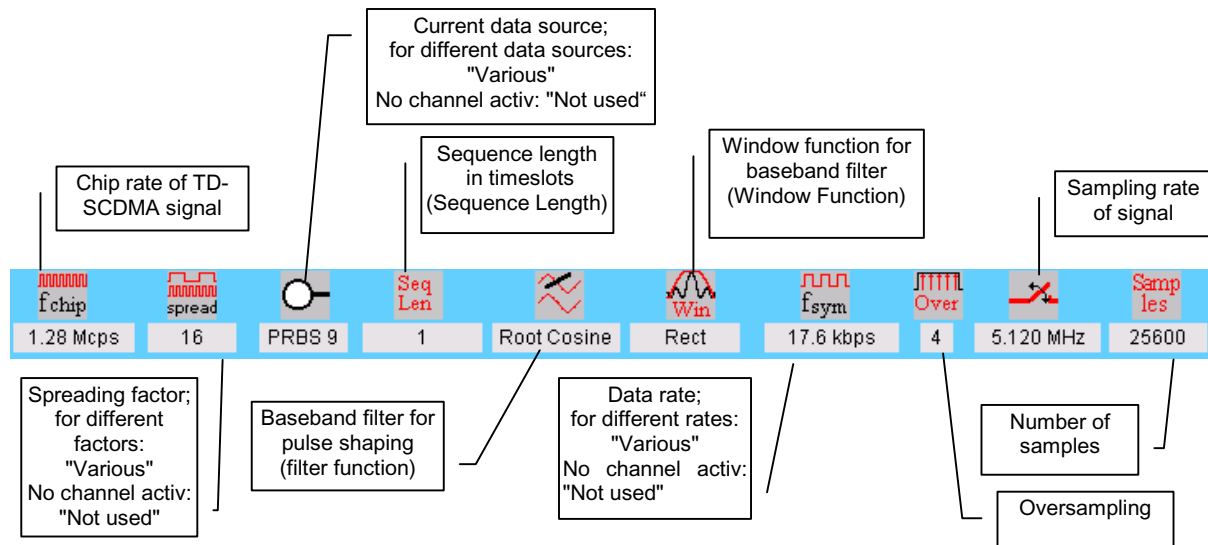 Current data source;
for different data sources:
"Various"
No channel activ: "Not used“
Chip rate of TD-
SCDMA signal
Sequence length
in timeslots
(Sequence Length)
Window function for
baseband filter
(Window Function)
Sampling rate
of signal
fchip
spread
Seq
Len
Win
fsym
Over
Samp
les
1.28 Mcps
16
PRBS 9
1
Root Cosine
Rect
17.6 kbps
4
5.120 MHz
25600
Spreading factor;
for different
factors:
"Various"
No channel activ:
"Not used"
Baseband filter for
pulse shaping
(filter function)
Data rate;
for different rates:
"Various"
No channel activ:
"Not used"
Number of
samples
Oversampling